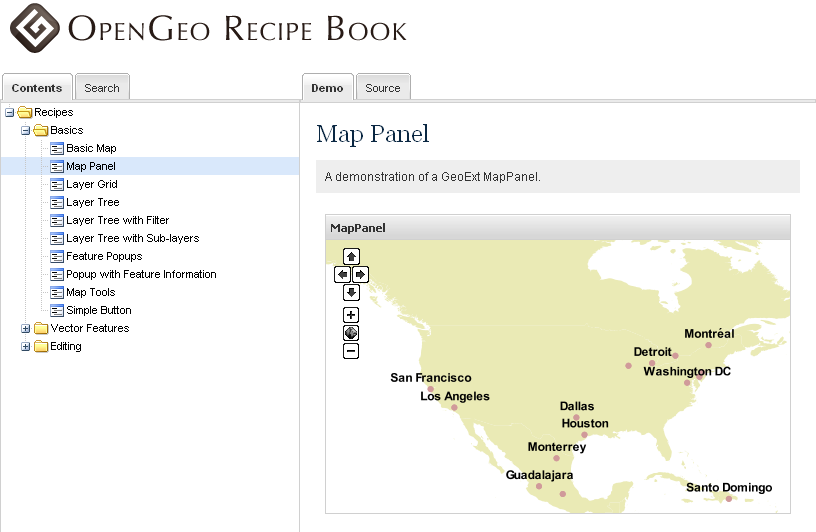 OpenGeo Recipe Book
Contents
Search
Recipes
Basics
Basic Map
Map Panel
Layer Grid
Layer Tree
Layer Tree with Filter
Layer Tree with Sub-layers
Feature Popups
Popup with Feature Information
Map Tools
Simple Button
Vector Features
Editing
Demo
Source
Map Panel
A demonstration of a GeoExt MapPanel.
MapPanel
Montréal
Detroit
Washington DC
San Francisco
Los Angeles
Dallas
Houston
Monterrey
Guadalajara
Santo Domingo